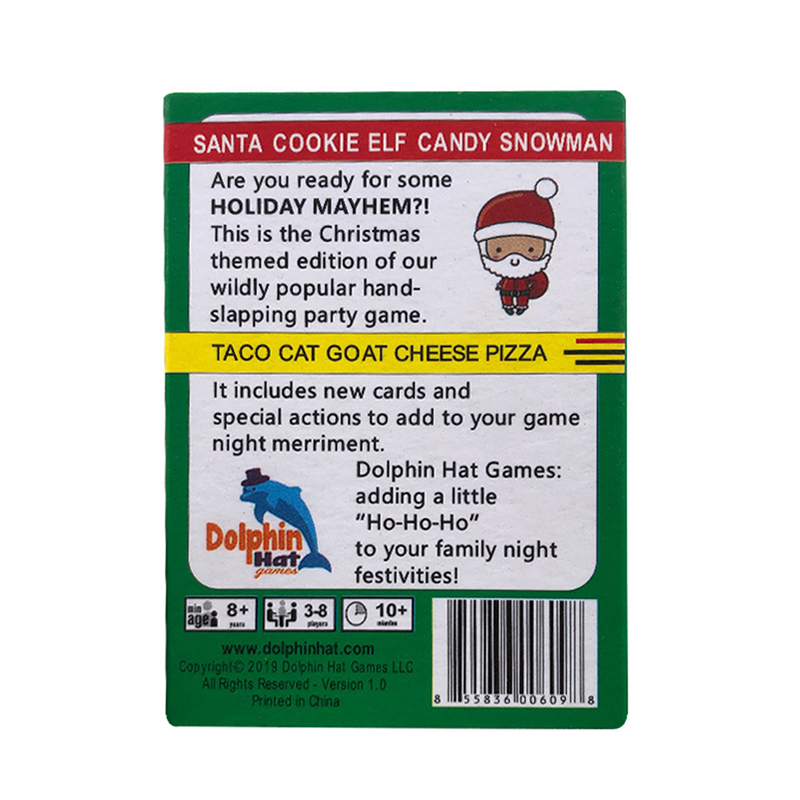 SANTA COOKIE ELF CANDY SNOWMAN
Are you ready for some
HOLIDAY MAYHEM?!
This is the Christmas
themed edition of our
wildly popular hand-
slapping party game.
TACO CAT GOAT CHEESE PIZZA
It includes new cards and
special actions to add to your game
night merriment.
Dolphin Hat Games:
adding a little
"Ho-Ho-Ho"
to your family night
festivities!
Dolphin
Hat
games
min
age
8+
years
3-8
players
10+
minutes
www.dolphinhat.com
Copyright© 2019 Dolphin Hat Games LLC
All Rights Reserved - Version 1.0
Printed in China
8 55836 00609 8